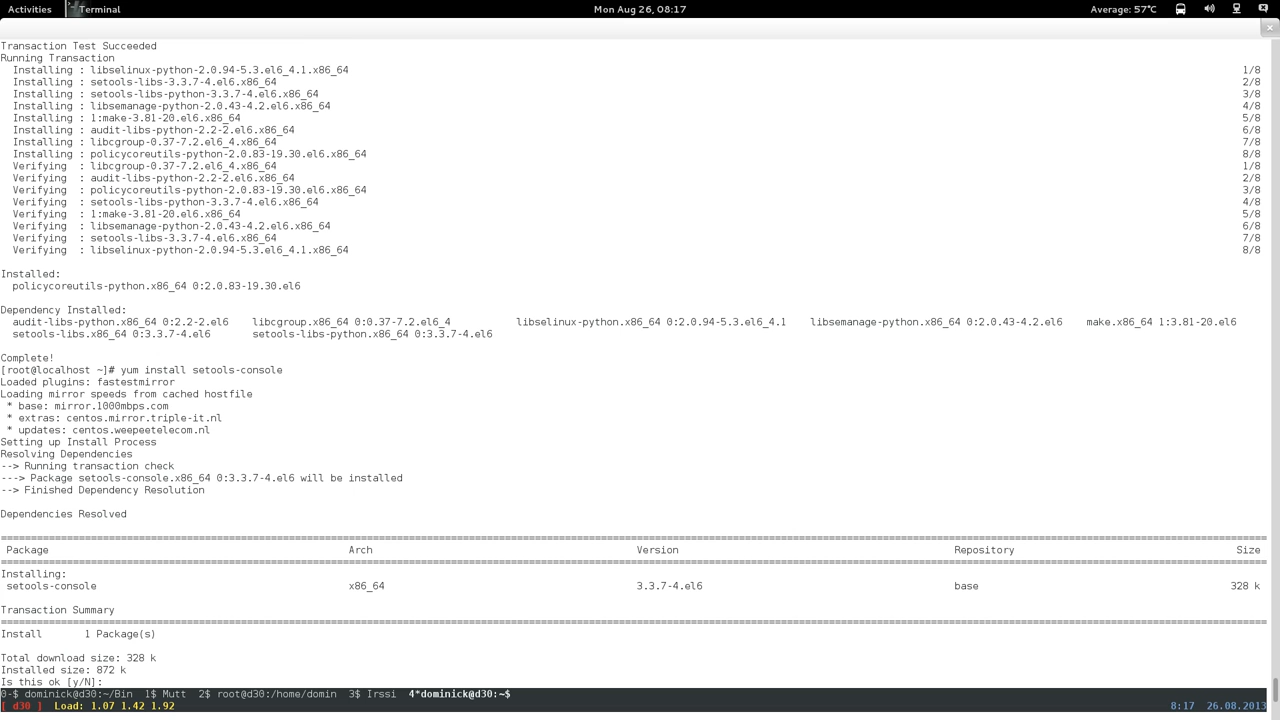 Activities Terminal Mon Aug 26, 08:17 Average: 57°C
Transaction Test Succeeded
Running Transaction
  Installing : libselinux-python-2.0.94-5.3.el6_4.1.x86_64 1/8
  Installing : setools-libs-3.3.7-4.el6.x86_64 2/8
  Installing : setools-libs-python-3.3.7-4.el6.x86_64 3/8
  Installing : libsemanage-python-2.0.43-4.2.el6.x86_64 4/8
  Installing : 1:make-3.81-20.el6.x86_64 5/8
  Installing : audit-libs-python-2.2-2.el6.x86_64 6/8
  Installing : libcgroup-0.37-7.2.el6_4.x86_64 7/8
  Installing : policycoreutils-python-2.0.83-19.30.el6.x86_64 8/8
  Verifying  : libcgroup-0.37-7.2.el6_4.x86_64 1/8
  Verifying  : audit-libs-python-2.2-2.el6.x86_64 2/8
  Verifying  : policycoreutils-python-2.0.83-19.30.el6.x86_64 3/8
  Verifying  : setools-libs-python-3.3.7-4.el6.x86_64 4/8
  Verifying  : 1:make-3.81-20.el6.x86_64 5/8
  Verifying  : libsemanage-python-2.0.43-4.2.el6.x86_64 6/8
  Verifying  : setools-libs-3.3.7-4.el6.x86_64 7/8
  Verifying  : libselinux-python-2.0.94-5.3.el6_4.1.x86_64 8/8
Installed:
  policycoreutils-python.x86_64 0:2.0.83-19.30.el6
Dependency Installed:
  audit-libs-python.x86_64 0:2.2-2.el6    libcgroup.x86_64 0:0.37-7.2.el6_4    libselinux-python.x86_64 0:2.0.94-5.3.el6_4.1    libsemanage-python.x86_64 0:2.0.43-4.2.el6    make.x86_64 1:3.81-20.el6
  setools-libs.x86_64 0:3.3.7-4.el6    setools-libs-python.x86_64 0:3.3.7-4.el6
Complete!
[root@localhost ~]# yum install setools-console
Loaded plugins: fastestmirror
Loading mirror speeds from cached hostfile
 * base: mirror.1000mbps.com
 * extras: centos.mirror.triple-it.nl
 * updates: centos.weepeetelecom.nl
Setting up Install Process
Resolving Dependencies
--> Running transaction check
---> Package setools-console.x86_64 0:3.3.7-4.el6 will be installed
--> Finished Dependency Resolution
Dependencies Resolved
================================================================================
 Package Arch Version Repository Size
================================================================================
Installing:
 setools-console x86_64 3.3.7-4.el6 base 328 k
Transaction Summary
================================================================================
Install       1 Package(s)
Total download size: 328 k
Installed size: 872 k
Is this ok [y/N]:
0-$ dominick@d30:~/Bin  1$ Mutt  2$ root@d30:/home/domin  3$ Irssi  4*dominick@d30:~$
[ d30 ]  Load: 1.07 1.42 1.92 8:17  26.08.2013